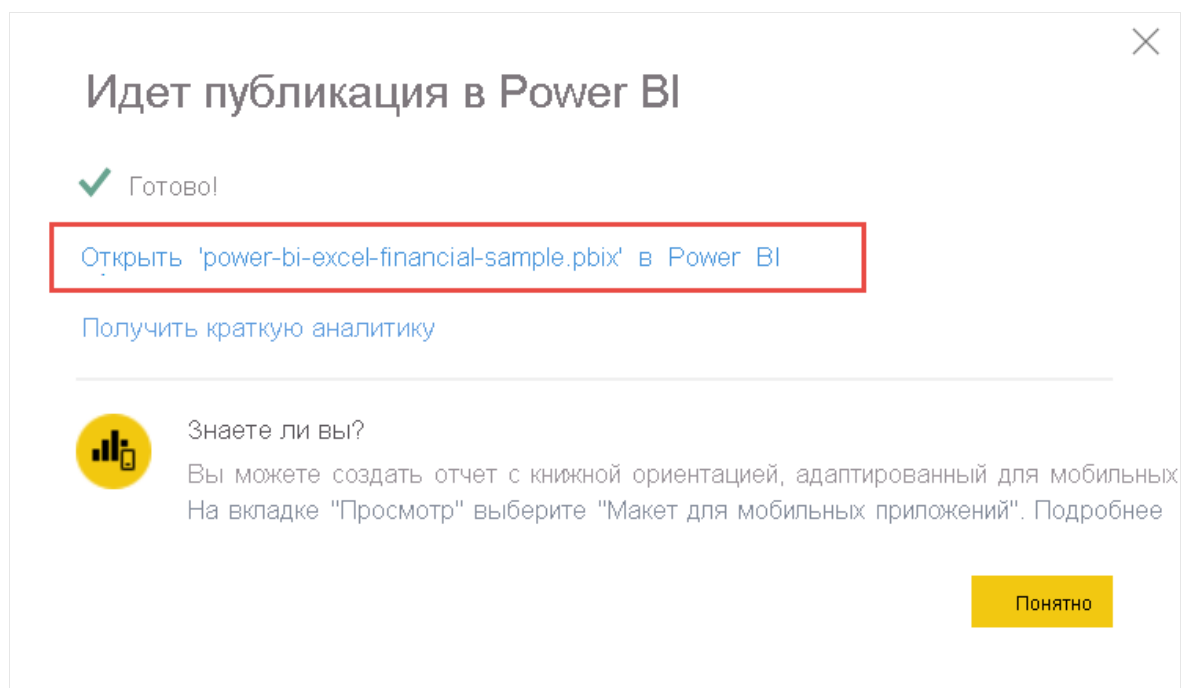 Идет публикация в Power BI
Готово!
Открыть 'power-bi-excel-financial-sample.pbix' в Power BI
Получить краткую аналитику
Знаете ли вы?
Вы можете создать отчет с книжной ориентацией, адаптированный для мобильных
На вкладке "Просмотр" выберите "Макет для мобильных приложений". Подробнее
Понятно